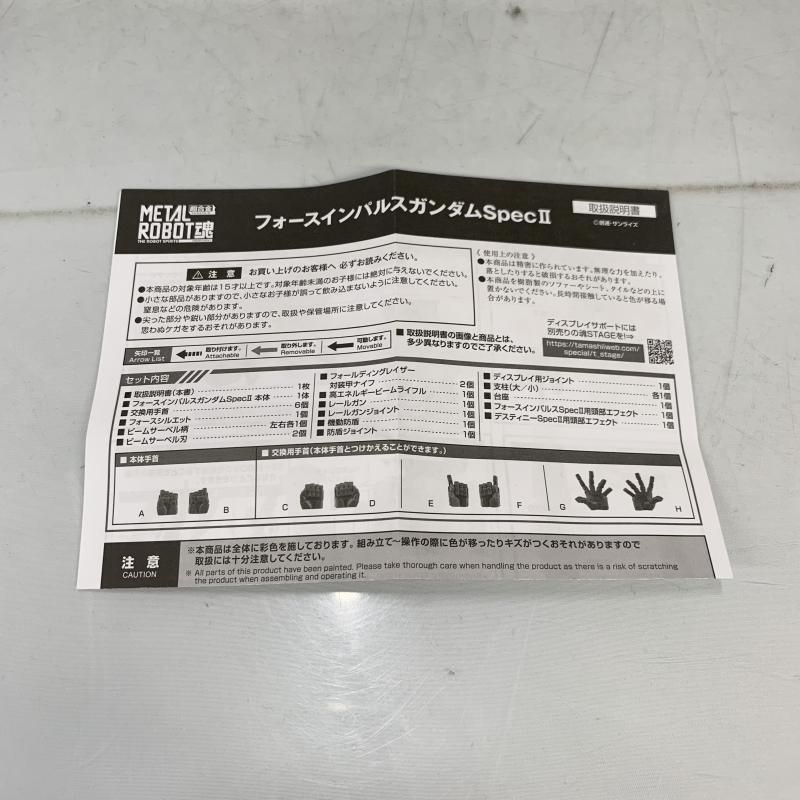 METAL
ROBOT魂
THE ROBOT SPIRITS
フォースインパルスガンダムSpecⅡ
取扱説明書
©創通・サンライズ
注意 お買い上げのお客様へ 必ずお読みください。
●本商品の対象年齢は15才以上です。対象年齢未満のお子様には絶対に与えないでください。
●小さな部品がありますので、小さなお子様が誤って飲み込まないように注意してください。
窒息などの危険があります。
●尖った部分や鋭い部分がありますので、取扱や保管場所に注意してください。
思わぬケガをするおそれがあります。
《使用上の注意》
●本商品は精密に作られています。無理な力を加えたり、
落としたりすると破損するおそれがあります。
●本商品を樹脂製のソファーやシート、タイルなどの上に
置かないでください。長時間接触していると色が移る場
合があります。
矢印一覧
Arrow List
取り付けます。
Attachable
取り外します。
Removable
可動します。
Movable
■取扱説明書の画像と商品とは、
多少異なりますのでご了承ください。
ディスプレイサポートには
別売りの魂STAGEを!⇨
https://tamashiiweb.com/
special/t_stage/
セット内容
■取扱説明書(本書) 1枚
■フォースインパルスガンダムSpecⅡ 本体 1体
■交換用手首 6個
■フォースシルエット 1個
■ビームサーベル柄 左右各1個
■ビームサーベル刃 2個
■フォールディングレイザー
対装甲ナイフ 2個
■高エネルギービームライフル 1個
■レールガン 1個
■レールガンジョイント 1個
■機動防盾 1個
■防盾ジョイント 1個
■ディスプレイ用ジョイント 1個
■支柱(大/小) 各1個
■台座 1個
■フォースインパルスSpecⅡ用頭部エフェクト 1個
■デスティニーSpecⅡ用頭部エフェクト 1個
■本体手首
■交換用手首(本体手首とつけかえることができます。)
A B C D E F G H
注意
CAUTION
※本商品は全体に彩色を施しております。組み立て〜操作の際に色が移ったりキズがつくおそれがありますので
取扱には十分注意してください。
※ All parts of this product have been painted. Please take thorough care when handling the product as there is a risk of scratching
the product when assembling and operating it.